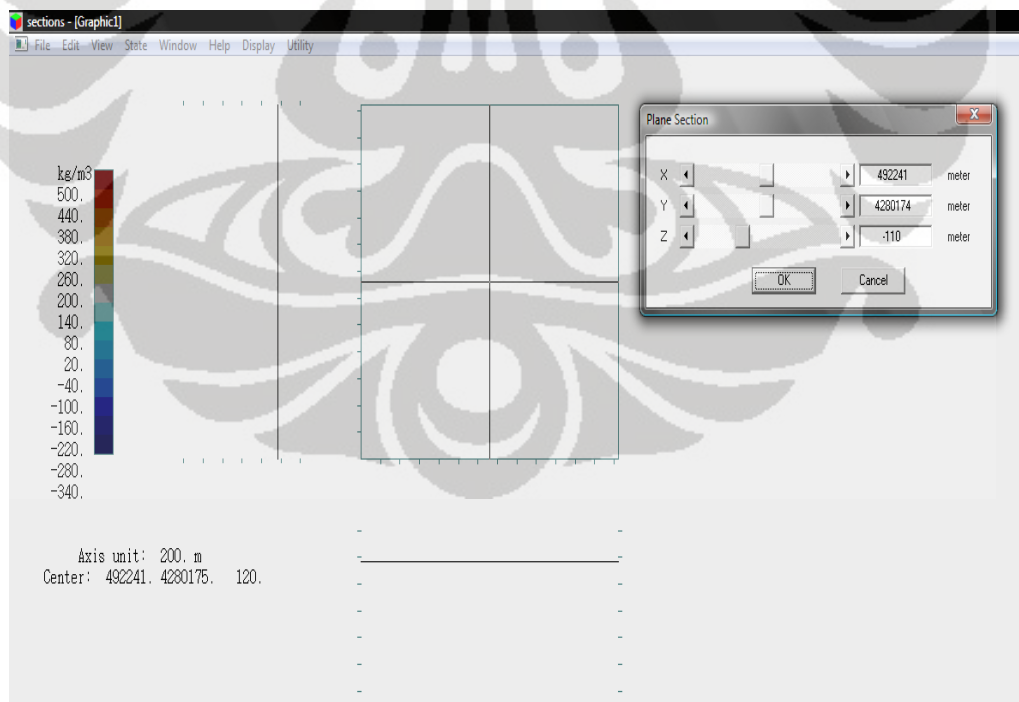 sections - [Graphic1]
File Edit View State Window Help Display Utility
Plane Section
X
X 492241 meter
Y 4280174 meter
Z -110 meter
OK Cancel
kg/m3
500.
440.
380.
320.
260.
200.
140.
80.
20.
-40.
-100.
-160.
-220.
-280.
-340.
Axis unit: 200. m
Center: 492241. 4280175. 120.